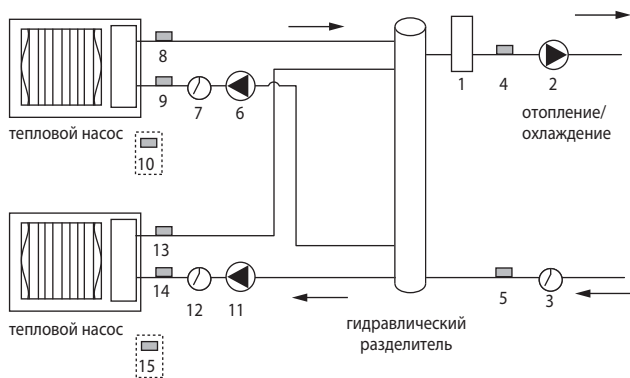 8
9
7
6
1
4
2
тепловой насос
10
отопление/
охлаждение
13
14
12
11
5
3
тепловой насос
15
гидравлический
разделитель